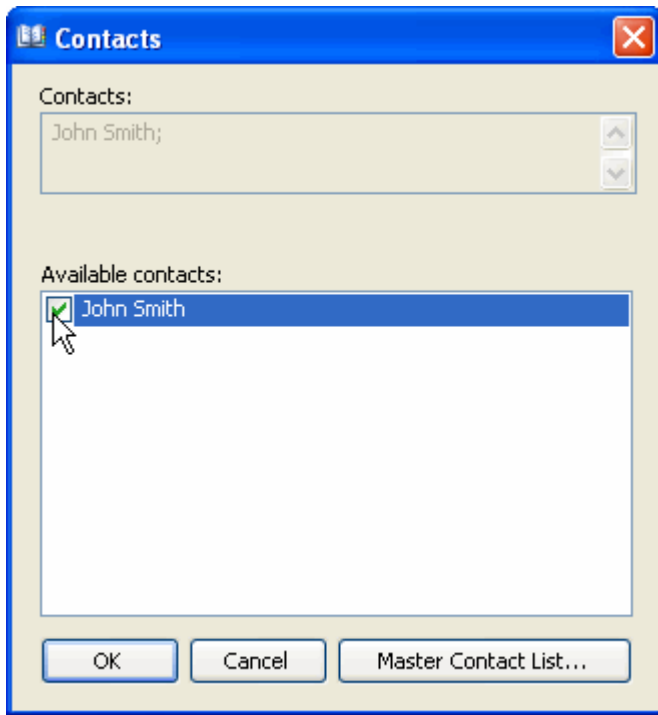 Contacts
Contacts:
John Smith;
Available contacts:
John Smith
OK Cancel Master Contact List...